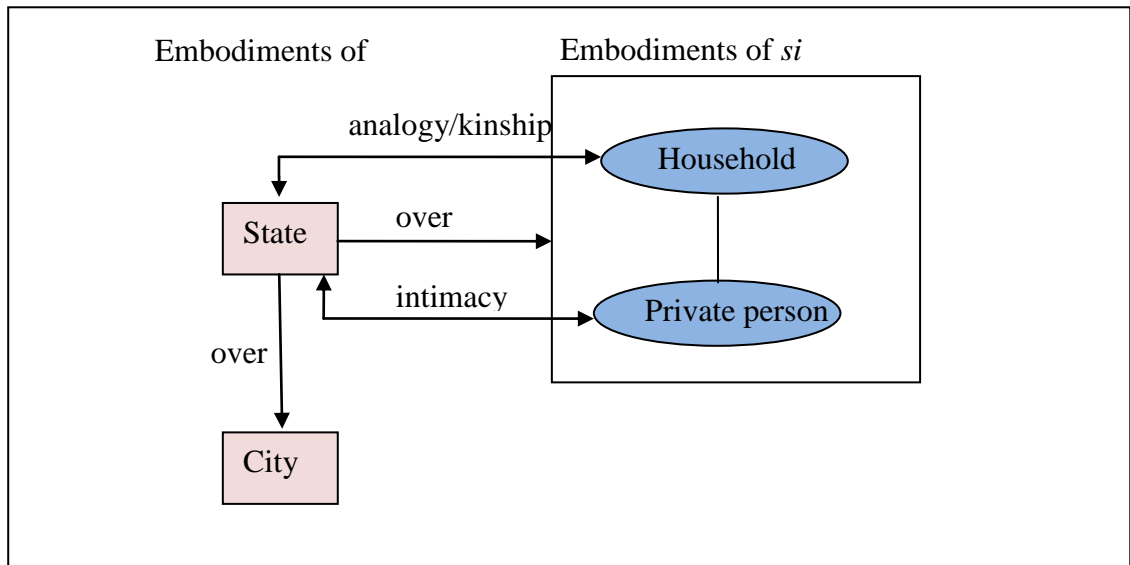 Embodiments of
Embodiments of si
analogy/kinship
Household
State
over
intimacy
Private person
over
City